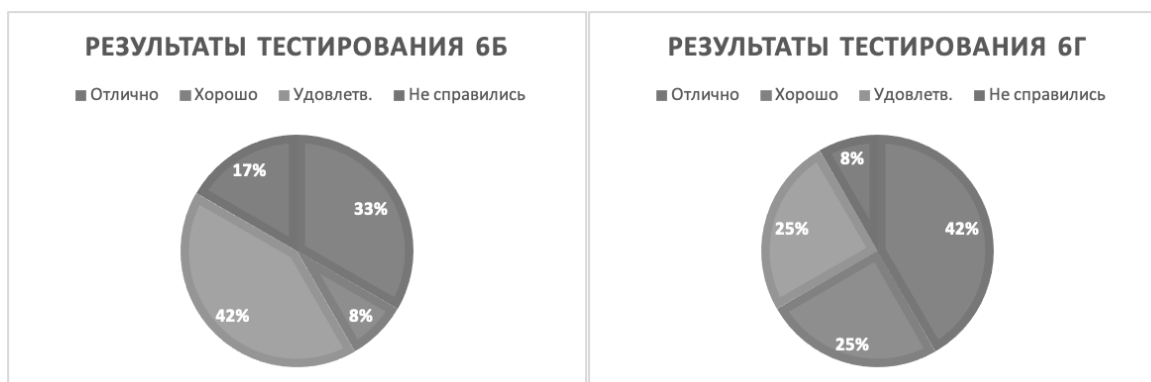 РЕЗУЛЬТАТЫ ТЕСТИРОВАНИЯ 6Б
Отлично Хорошо Удовлетв. Не справились
17%
33%
42%
8%
РЕЗУЛЬТАТЫ ТЕСТИРОВАНИЯ 6Г
Отлично Хорошо Удовлетв. Не справились
8%
25%
42%
25%